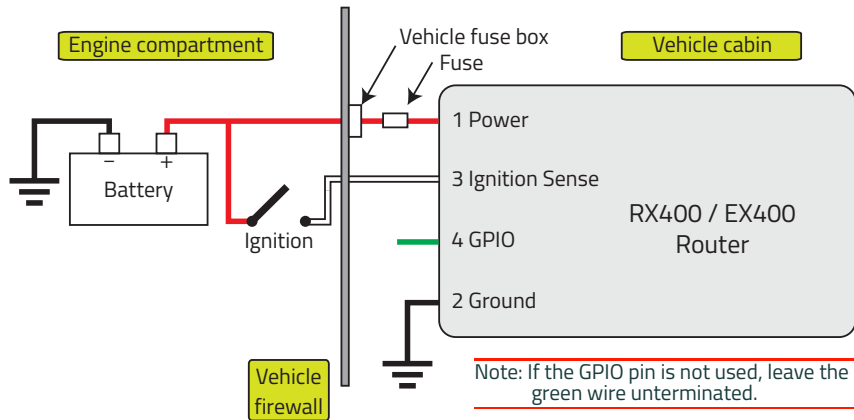 Engine compartment
Vehicle fuse box
Fuse
Vehicle cabin
1 Power
− +
Battery
3 Ignition Sense
Ignition
RX400 / EX400
Router
4 GPIO
2 Ground
Vehicle
firewall
Note: If the GPIO pin is not used, leave the
green wire unterminated.